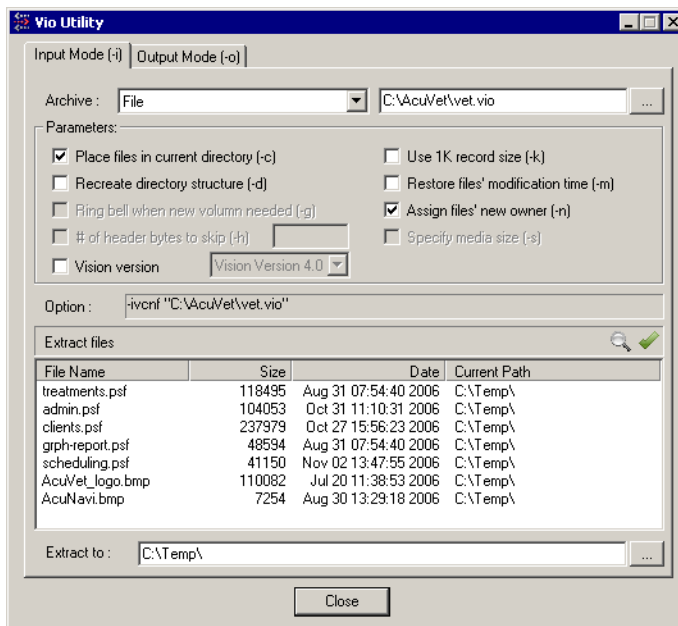 Vio Utility
Input Mode (-i) Output Mode (-o)
Archive : File C:\AcuVet\vet.vio ...
Parameters:
Place files in current directory (-c) Use 1K record size (-k)
Recreate directory structure (-d) Restore files' modification time (-m)
Ring bell when new volumn needed (-g) Assign files' new owner (-n)
# of header bytes to skip (-h) Specify media size (-s)
Vision version Vision Version 4.0
Option : -ivcnf "C:\AcuVet\vet.vio"
Extract files
File Name Size Date Current Path
treatments.psf 118495 Aug 31 07:54:40 2006 C:\Temp\
admin.psf 104053 Oct 31 11:10:31 2006 C:\Temp\
clients.psf 237979 Oct 27 15:56:23 2006 C:\Temp\
grph-report.psf 48594 Aug 31 07:54:40 2006 C:\Temp\
scheduling.psf 41150 Nov 02 13:47:55 2006 C:\Temp\
AcuVet_logo.bmp 110082 Jul 20 11:38:53 2006 C:\Temp\
AcuNavi.bmp 7254 Aug 30 13:29:18 2006 C:\Temp\
Extract to : C:\Temp\ ...
Close